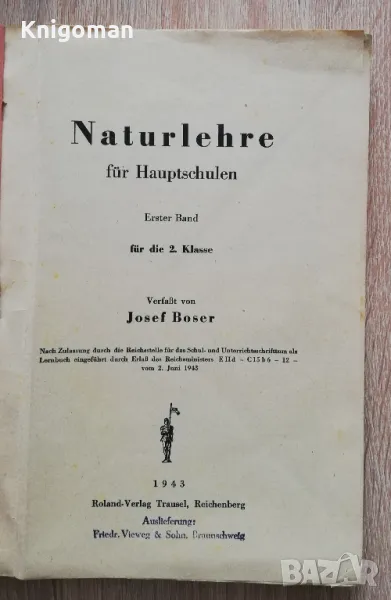 Knigoman
Naturlehre
für Hauptschulen
Erster Band
für die 2. Klasse
Verfaßt von
Josef Boser
Nach Zulassung durch die Reichsstelle für das Schul- und Unterrichtsschrifttum als
Lernbuch eingeführt durch Erlaß des Reichsministers E IId - C 15 b 6 - 12 -
vom 2. Juni 1943
1943
Roland-Verlag Trausel, Reichenberg
Auslieferung:
Friedr. Vieweg & Sohn, Braunschweig
BAZAR